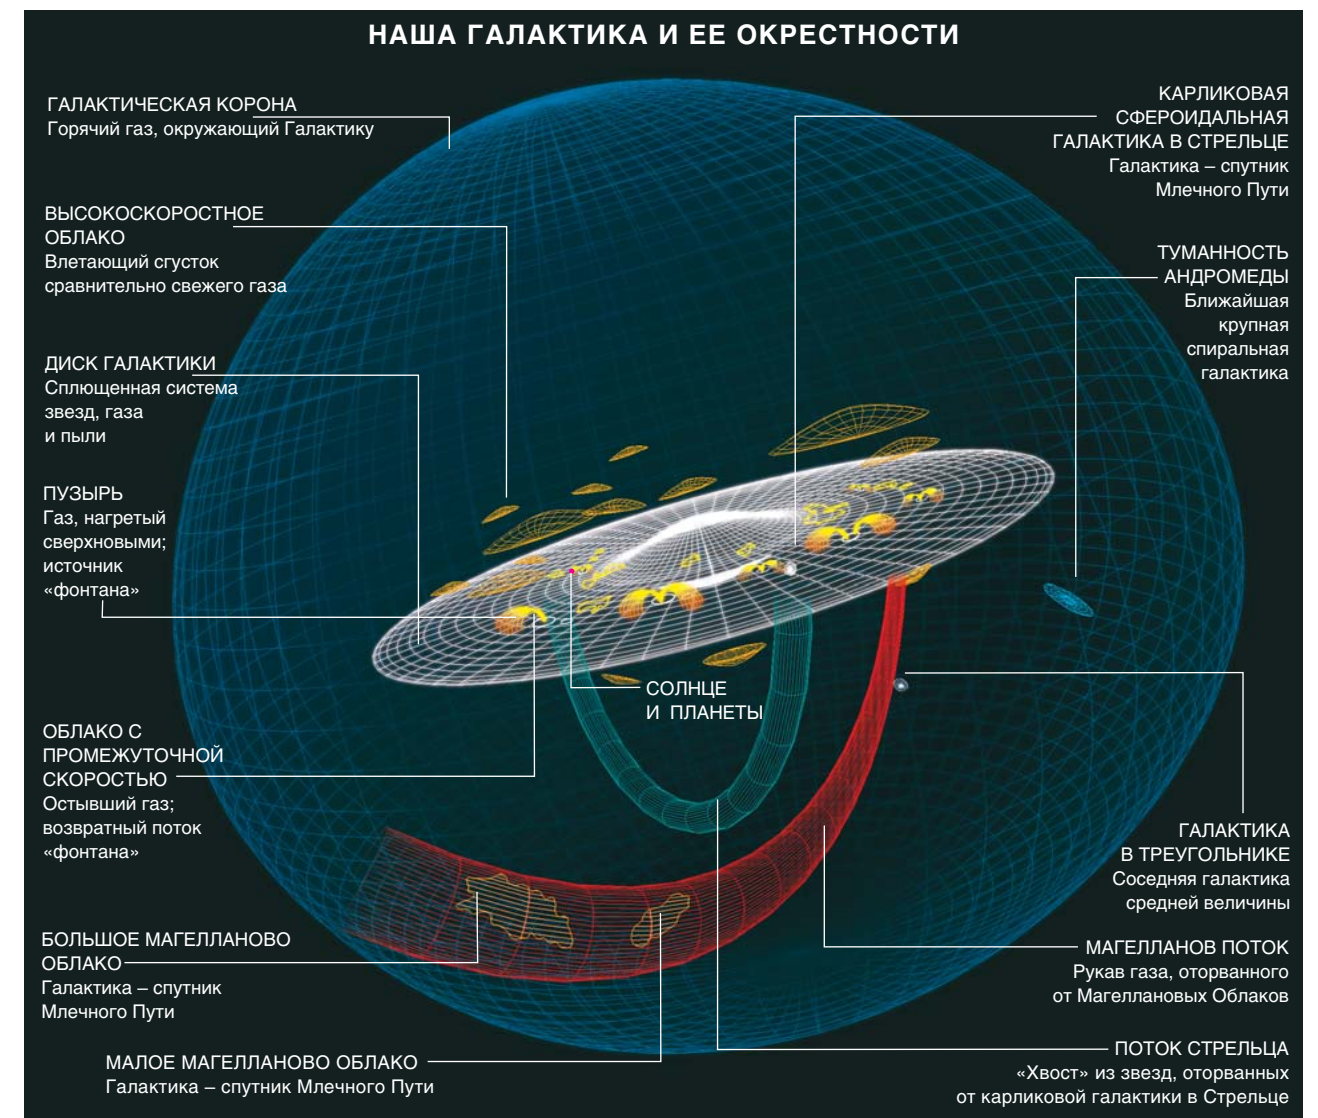 НАША ГАЛАКТИКА И ЕЕ ОКРЕСТНОСТИ
ГАЛАКТИЧЕСКАЯ КОРОНА
Горячий газ, окружающий Галактику
ВЫСОКОСКОРОСТНОЕ
ОБЛАКО
Влетающий сгусток
сравнительно свежего газа
ДИСК ГАЛАКТИКИ
Сплющенная система
звезд, газа
и пыли
ПУЗЫРЬ
Газ, нагретый
сверхновыми;
источник
«фонтана»
ОБЛАКО С
ПРОМЕЖУТОЧНОЙ
СКОРОСТЬЮ
Остывший газ;
возвратный поток
«фонтана»
БОЛЬШОЕ МАГЕЛЛАНОВО
ОБЛАКО
Галактика – спутник
Млечного Пути
МАЛОЕ МАГЕЛЛАНОВО ОБЛАКО
Галактика – спутник Млечного Пути
СОЛНЦЕ
И ПЛАНЕТЫ
КАРЛИКОВАЯ
СФЕРОИДАЛЬНАЯ
ГАЛАКТИКА В СТРЕЛЬЦЕ
Галактика – спутник
Млечного Пути
ТУМАННОСТЬ
АНДРОМЕДЫ
Ближайшая
крупная
спиральная
галактика
ГАЛАКТИКА
В ТРЕУГОЛЬНИКЕ
Соседняя галактика
средней величины
МАГЕЛЛАНОВ ПОТОК
Рукав газа, оторванного
от Магеллановых Облаков
ПОТОК СТРЕЛЬЦА
«Хвост» из звезд, оторванных
от карликовой галактики в Стрельце